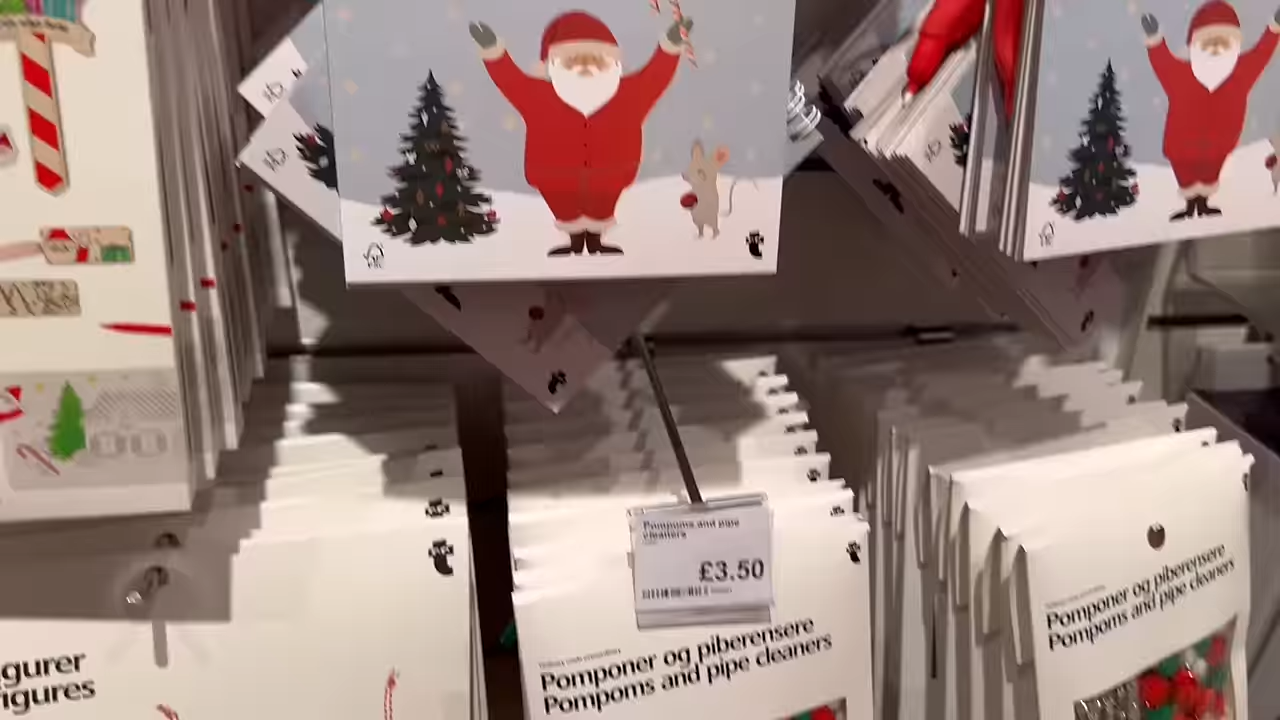 Pompoms and pipe
cleaners
£3.50
Pomponer og piberensere
Pompoms and pipe cleaners
Pomponer og piberensere
Pompoms and pipe cleaners
gurer
igures